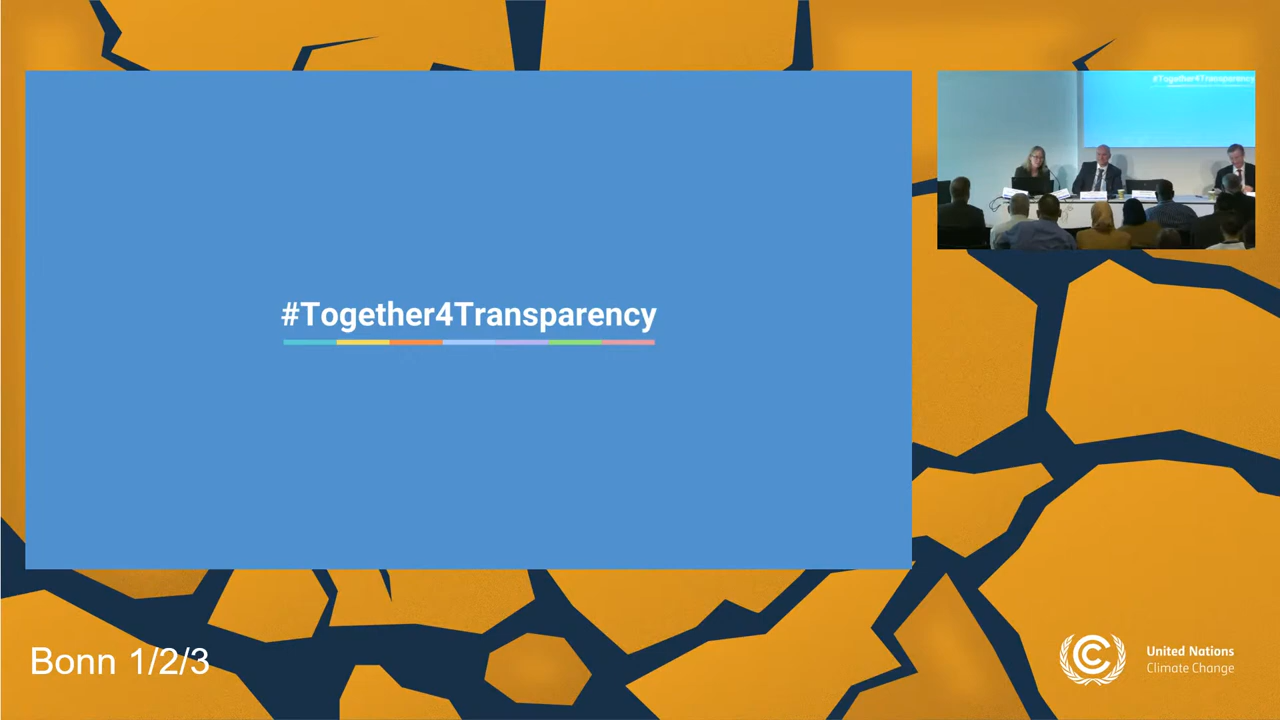 #Together4Transparency
#Together4Transparency
Bonn 1/2/3
United Nations
Climate Change